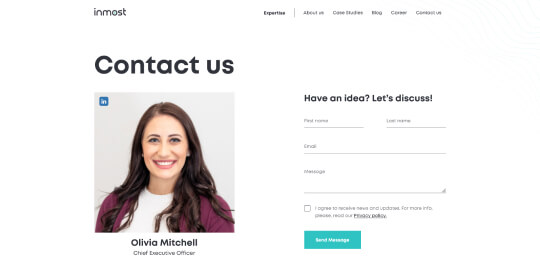 inmost
Expertise
About us
Case Studies
Blog
Career
Contact us
Contact us
in
Olivia Mitchell
Chief Executive Officer
Have an idea? Let's discuss!
First name
Last name
Email
Message
I agree to receive news and updates. For more info,
please, read our Privacy policy.
Send Message